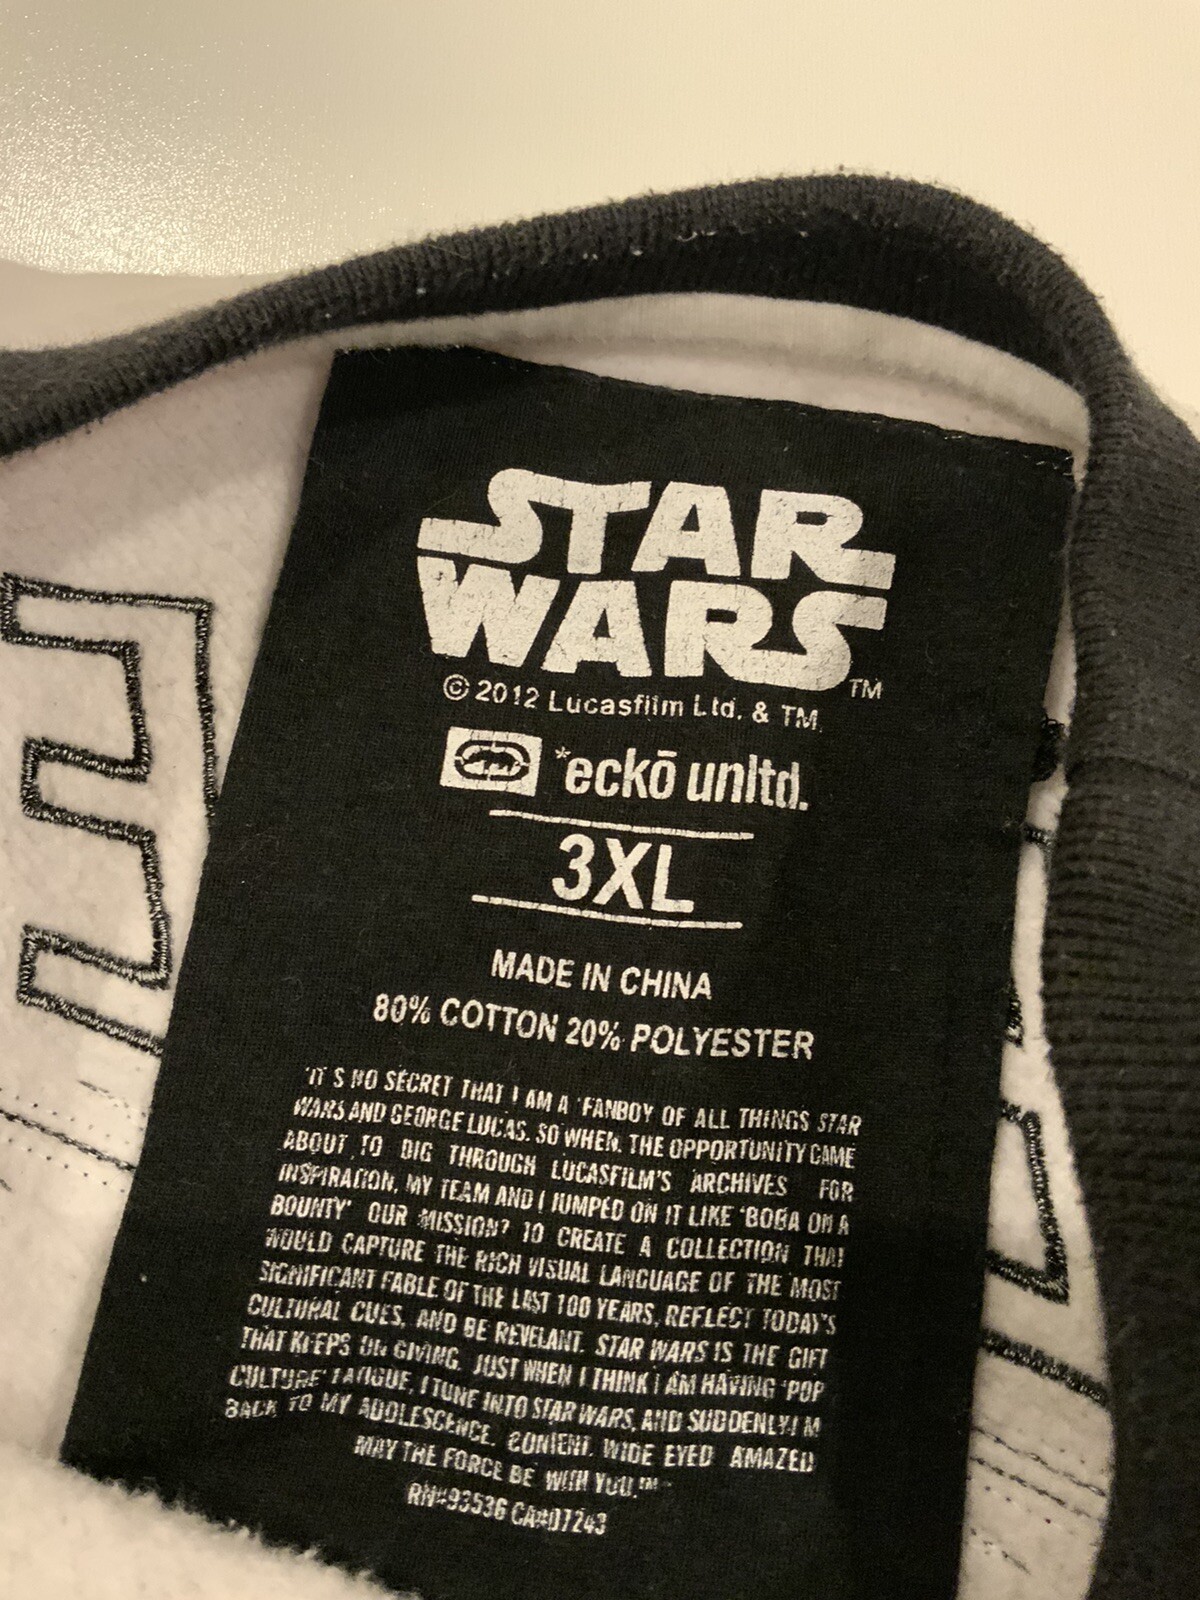 STAR
WARS™
© 2012 Lucasfilm Ltd. & TM.
*eckō unltd.
3XL
MADE IN CHINA
80% COTTON 20% POLYESTER
'IT S NO SECRET THAT I AM A 'FANBOY OF ALL THINGS STAR
WARS AND GEORGE LUCAS. SO WHEN THE OPPORTUNITY CAME
ABOUT TO DIG THROUGH LUCASFILM'S ARCHIVES FOR
INSPIRATION, MY TEAM AND I JUMPED ON IT LIKE 'BOBA ON A
BOUNTY' OUR MISSION? TO CREATE A COLLECTION THAT
WOULD CAPTURE THE RICH VISUAL LANGUAGE OF THE MOST
SIGNIFICANT FABLE OF THE LAST 100 YEARS, REFLECT TODAY'S
CULTURAL CUES, AND BE REVELANT. STAR WARS IS THE GIFT
THAT KEEPS ON GIVING. JUST WHEN I THINK I AM HAVING 'POP
CULTURE' FATIGUE, I TUNE INTO STAR WARS, AND SUDDENLY I M
BACK TO MY ADOLESCENCE. CONTENT. WIDE EYED AMAZED
MAY THE FORCE BE WITH YOU.™
RN#93536 CA#07243